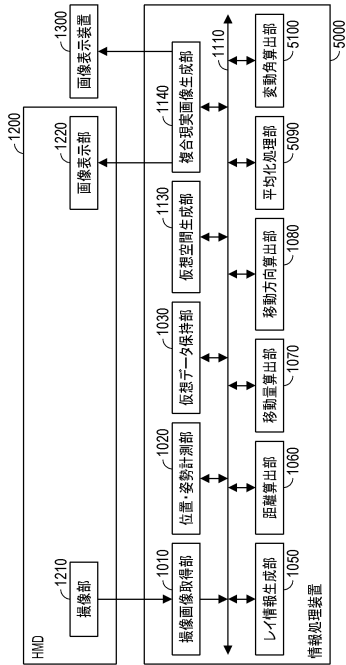 HMD
1200
撮像部
1210
画像表示部
1220
画像表示装置
1300
情報処理装置
5000
撮像画像取得部
1010
位置・姿勢計測部
1020
仮想データ保持部
1030
仮想空間生成部
1130
複合現実画像生成部
1140
1110
レイ情報生成部
1050
距離算出部
1060
移動量算出部
1070
移動方向算出部
1080
平均化処理部
5090
変動角算出部
5100